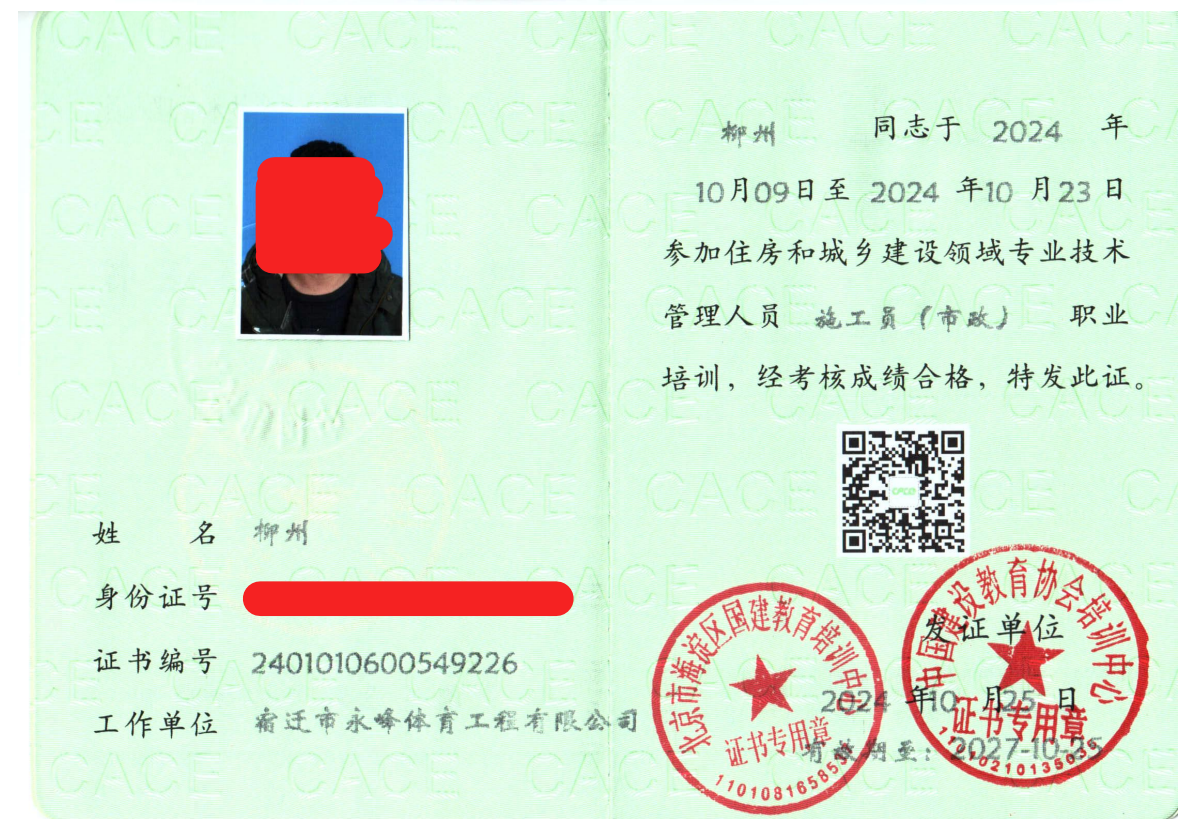 姓名 柳州
身份证号
证书编号 2401010600549226
工作单位 宿迁市永峰体育工程有限公司
柳州 同志于 2024 年
10月09日至 2024 年10 月23 日
参加住房和城乡建设领域专业技术
管理人员 施工员(市政) 职业
培训，经考核成绩合格，特发此证。
CACE
发证单位
2024 年10 月25 日
有效期至: 2027-10-25
北京市海淀区国建教育培训中心
证书专用章
中国建设教育协会培训中心
证书专用章
11010210135035